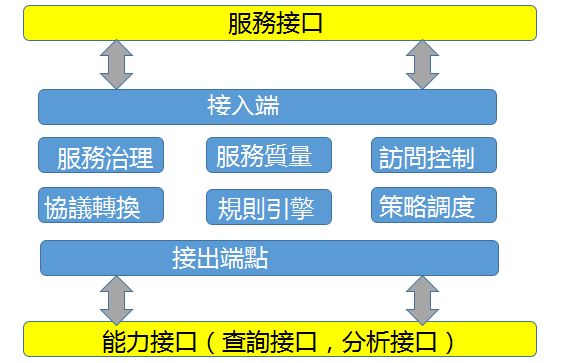 服務接口
接入端
服務治理
服務質量
訪問控制
協議轉換
規則引擎
策略調度
接出端點
能力接口（查詢接口，分析接口）